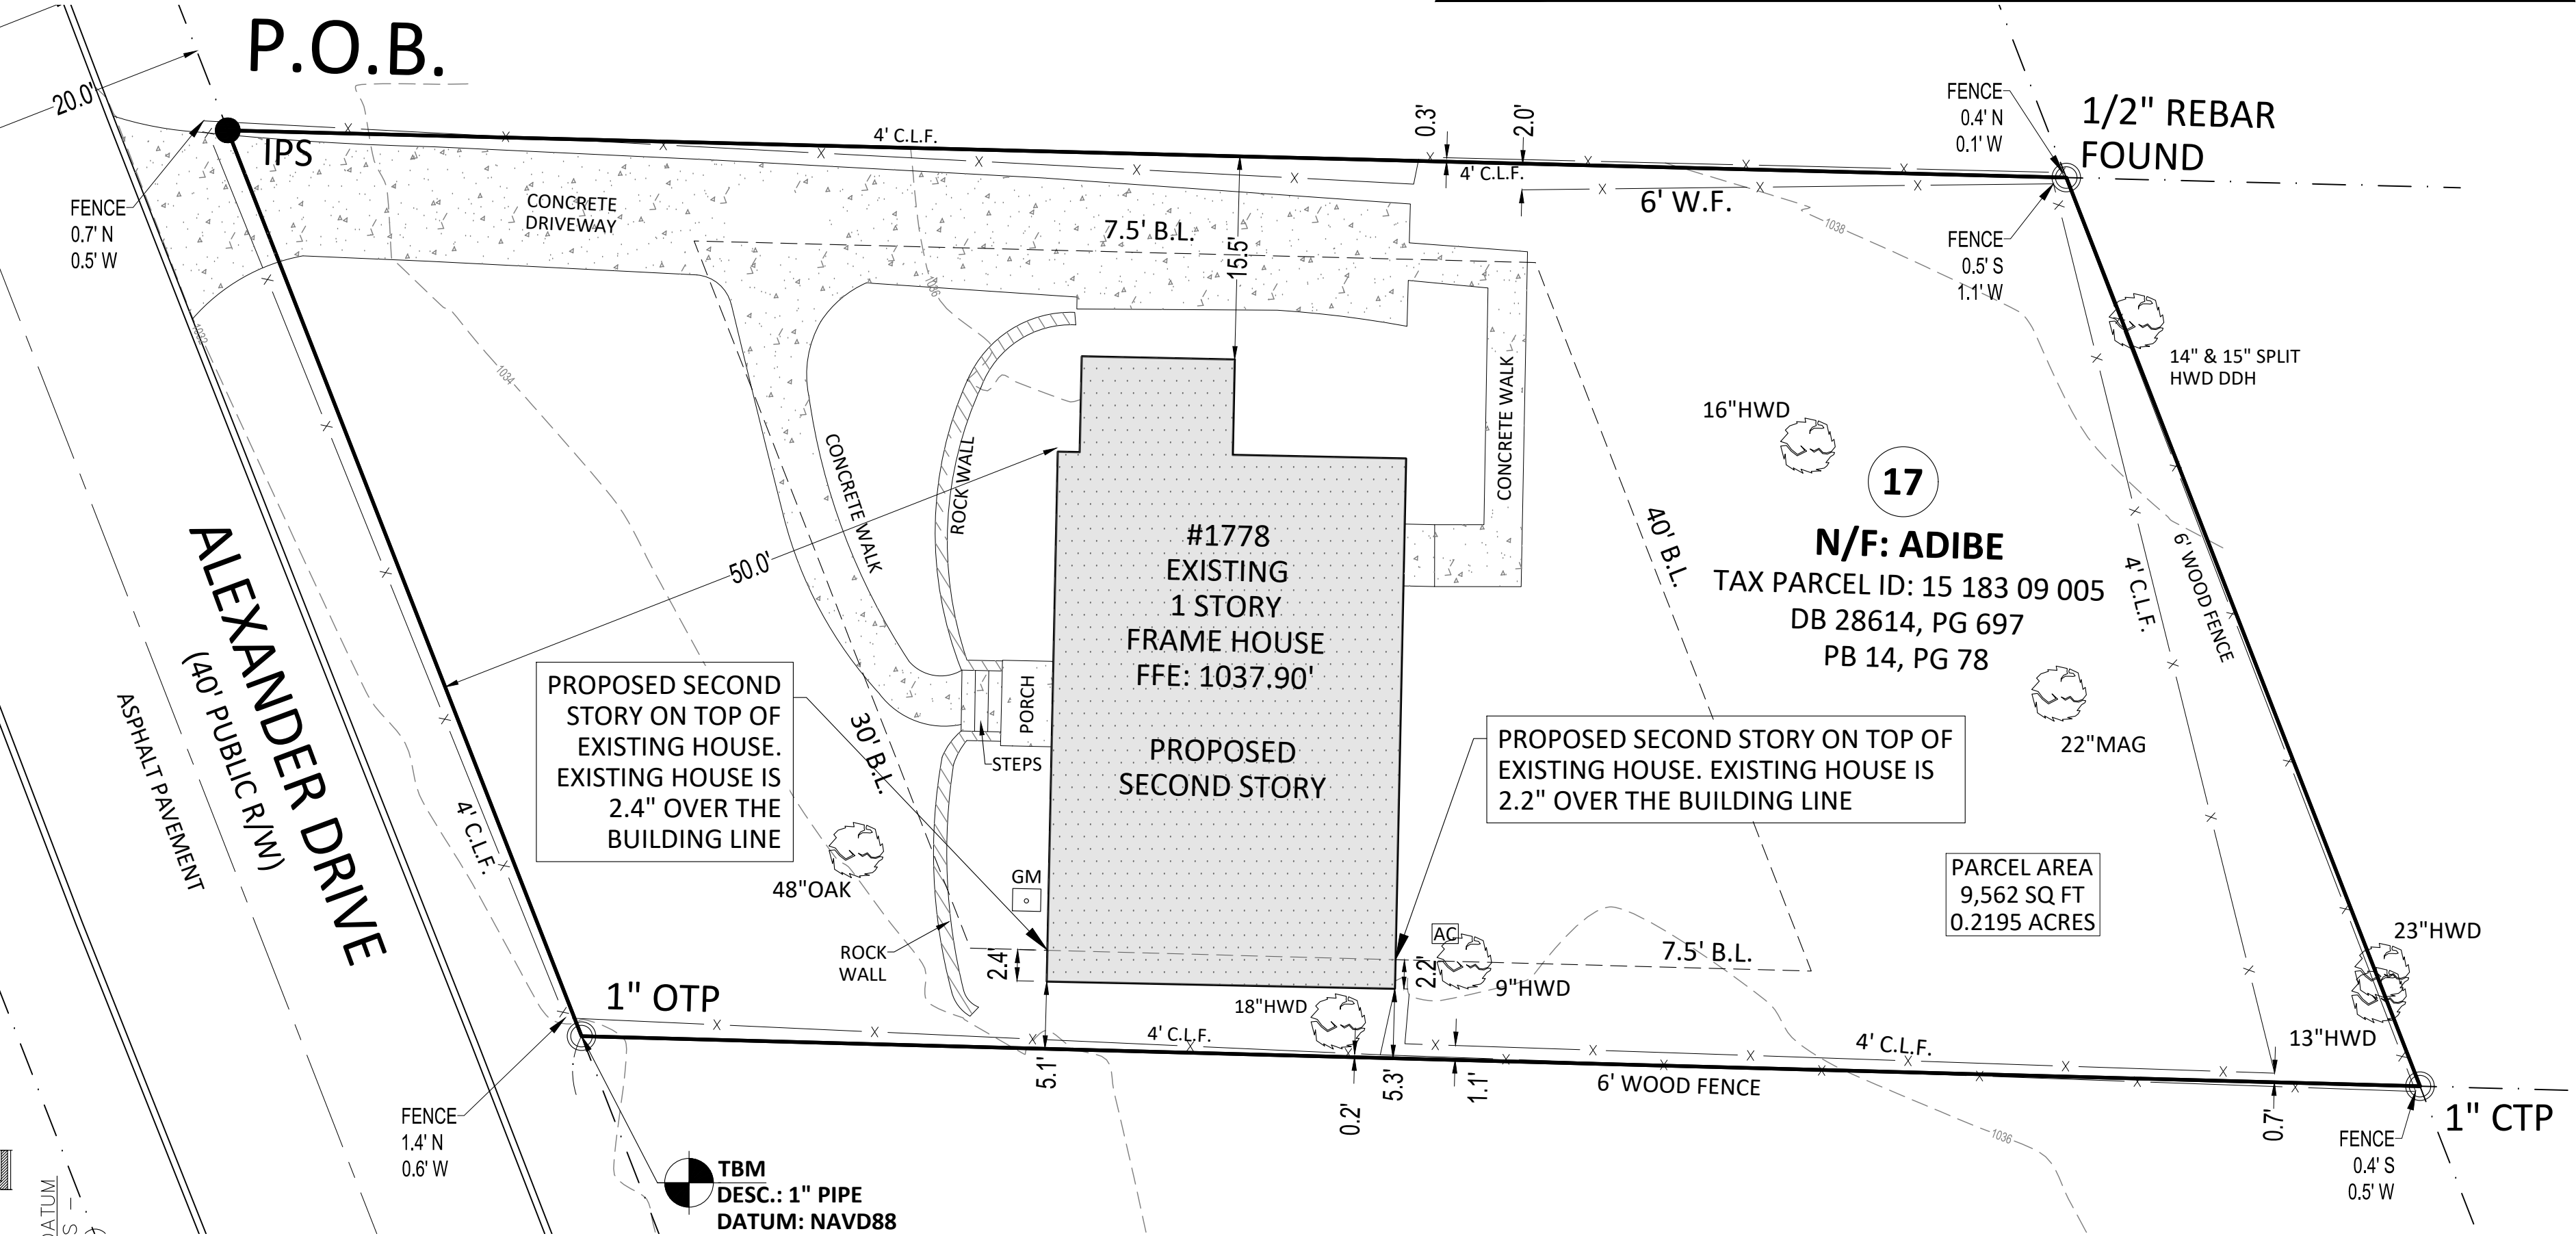 P.O.B.
20.0'
IPS
FENCE
0.7' N
0.5' W
CONCRETE
DRIVEWAY
4' C.L.F.
0.3'
2.0'
4' C.L.F.
6' W.F.
7.5' B.L.
15.5'
FENCE
0.4' N
0.1' W
1/2" REBAR
FOUND
FENCE
0.5' S
1.1' W
1038
1032
1034
1036
14" & 15" SPLIT
HWD DDH
16"HWD
17
N/F: ADIBE
TAX PARCEL ID: 15 183 09 005
DB 28614, PG 697
PB 14, PG 78
CONCRETE WALK
ROCK WALL
CONCRETE WALK
50.0'
40' B.L.
4' C.L.F.
6' WOOD FENCE
#1778
EXISTING
1 STORY
FRAME HOUSE
FFE: 1037.90'
PROPOSED
SECOND STORY
ALEXANDER DRIVE
(40' PUBLIC R/W)
ASPHALT PAVEMENT
4' C.L.F.
PROPOSED SECOND
STORY ON TOP OF
EXISTING HOUSE.
EXISTING HOUSE IS
2.4" OVER THE
BUILDING LINE
30' B.L.
PORCH
STEPS
PROPOSED SECOND STORY ON TOP OF
EXISTING HOUSE. EXISTING HOUSE IS
2.2" OVER THE BUILDING LINE
22"MAG
48"OAK
GM
ROCK
WALL
2.4'
AC
2.2'
9"HWD
7.5' B.L.
PARCEL AREA
9,562 SQ FT
0.2195 ACRES
23"HWD
13"HWD
1" OTP
18"HWD
4' C.L.F.
5.1'
0.2'
5.3'
1.1'
6' WOOD FENCE
4' C.L.F.
0.7'
1036
1" CTP
FENCE
0.4' S
0.5' W
FENCE
1.4' N
0.6' W
TBM
DESC.: 1" PIPE
DATUM: NAVD88